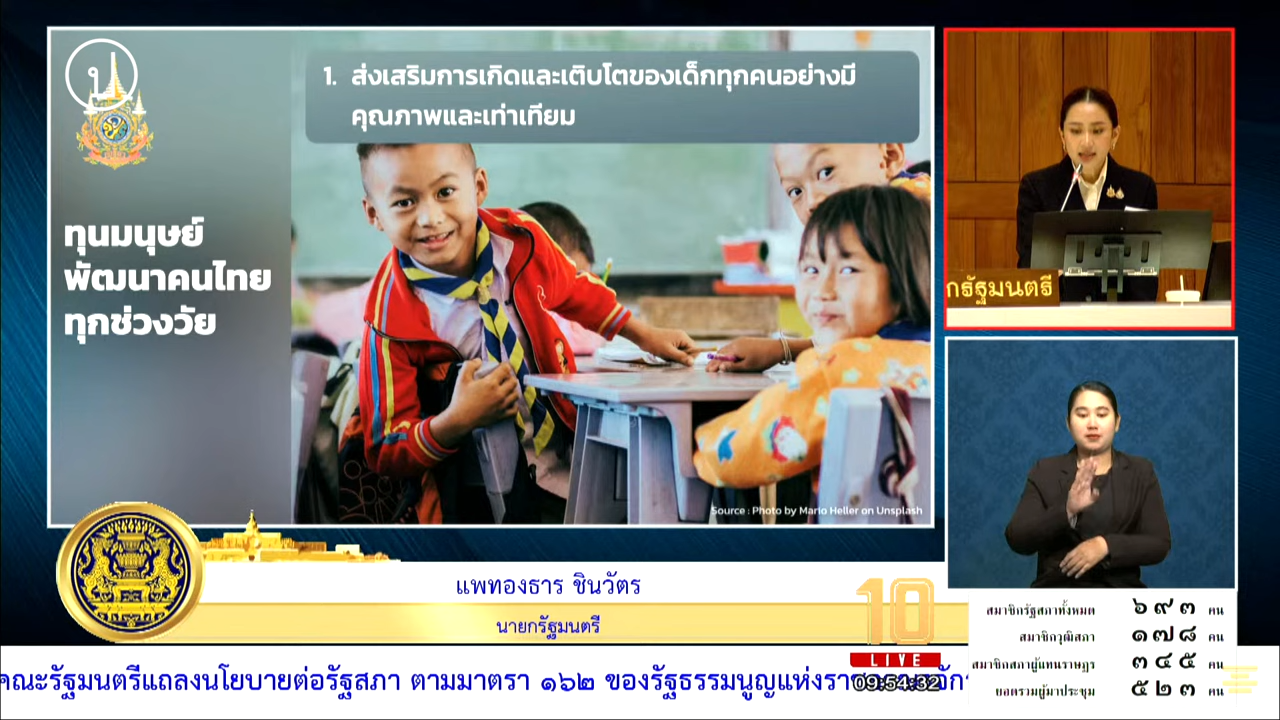 1. ส่งเสริมการเกิดและเติบโตของเด็กทุกคนอย่างมี
คุณภาพและเท่าเทียม
ทุนมนุษย์
พัฒนาคนไทย
ทุกช่วงวัย
Source : Photo by Mario Heller on Unsplash
กรัฐมนตรี
แพทองธาร ชินวัตร
นายกรัฐมนตรี
10
LIVE
09:54:32
สมาชิกรัฐสภาทั้งหมด ๖๙๓ คน
สมาชิกวุฒิสภา ๑๗๘ คน
สมาชิกสภาผู้แทนราษฎร ๓๔๕ คน
ยอดรวมผู้มาประชุม ๕๒๓ คน
คณะรัฐมนตรีแถลงนโยบายต่อรัฐสภา ตามมาตรา ๑๖๒ ของรัฐธรรมนูญแห่งราช